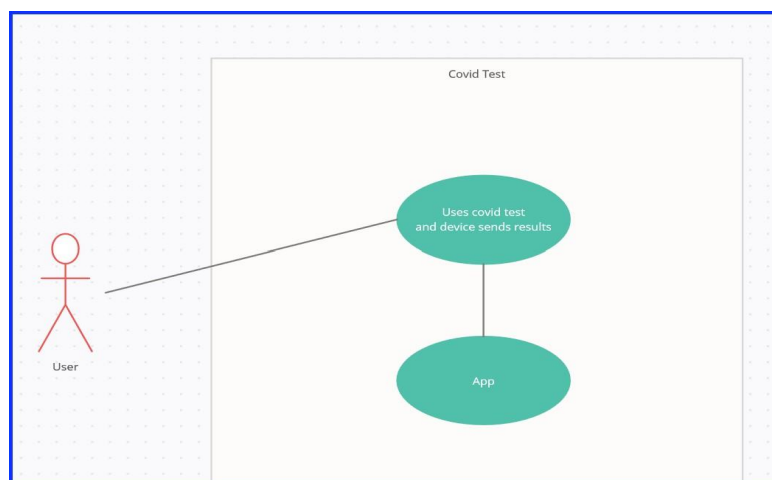 Covid Test
Uses covid test
and device sends results
User
App